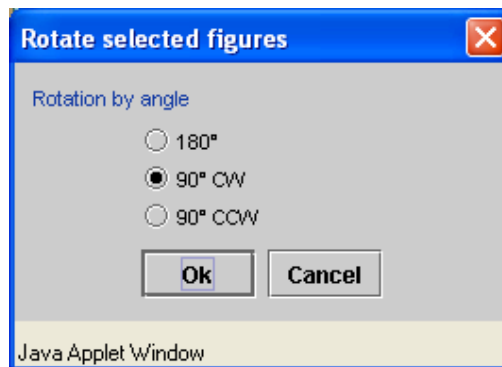 Rotate selected figures
Rotation by angle
180°
90° CW
90° CCW
Ok Cancel
Java Applet Window